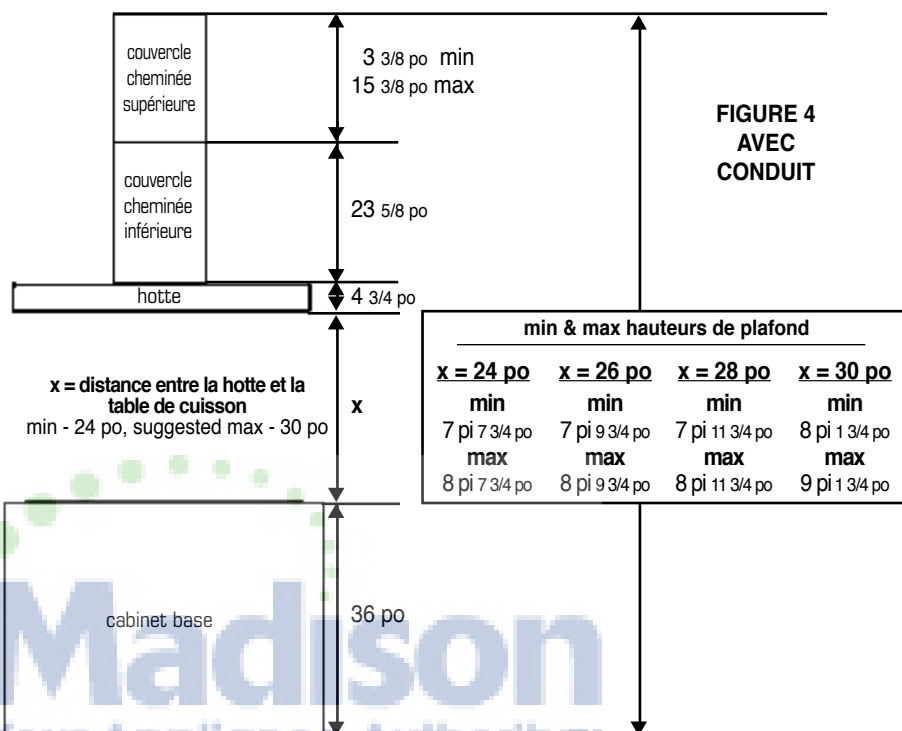 couvercle
cheminée
supérieure
3 3/8 po min
15 3/8 po max
FIGURE 4
AVEC
CONDUIT
couvercle
cheminée
inférieure
23 5/8 po
hotte
4 3/4 po
min & max hauteurs de plafond
x = 24 po x = 26 po x = 28 po x = 30 po
min min min min
7 pi 7 3/4 po 7 pi 9 3/4 po 7 pi 11 3/4 po 8 pi 1 3/4 po
max max max max
8 pi 7 3/4 po 8 pi 9 3/4 po 8 pi 11 3/4 po 9 pi 1 3/4 po
x = distance entre la hotte et la
table de cuisson
min - 24 po, suggested max - 30 po
x
cabinet base
36 po
Madison